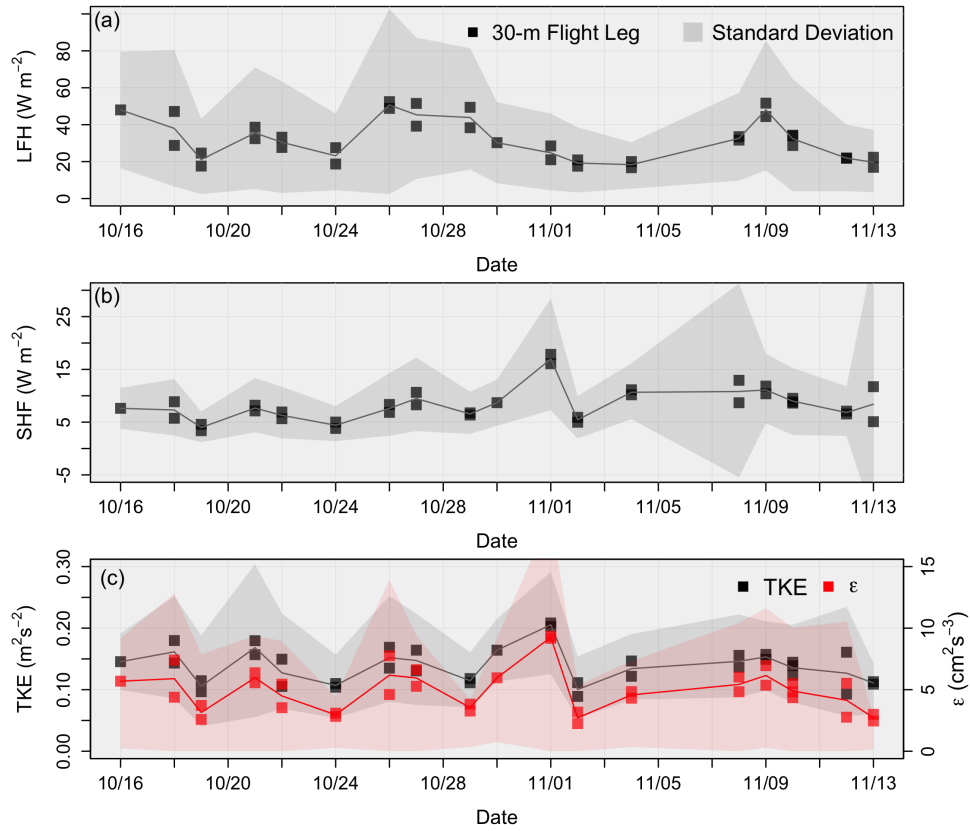 (a)
30-m Flight Leg
Standard Deviation
LFH (W m⁻²)
80
60
40
20
0
10/16 10/20 10/24 10/28 11/01 11/05 11/09 11/13
Date
(b)
SHF (W m⁻²)
25
15
5
-5
10/16 10/20 10/24 10/28 11/01 11/05 11/09 11/13
Date
(c)
TKE
ε
TKE (m²s⁻²)
0.30
0.20
0.10
0.00
15
10
5
0
ε (cm²s⁻³)
10/16 10/20 10/24 10/28 11/01 11/05 11/09 11/13
Date